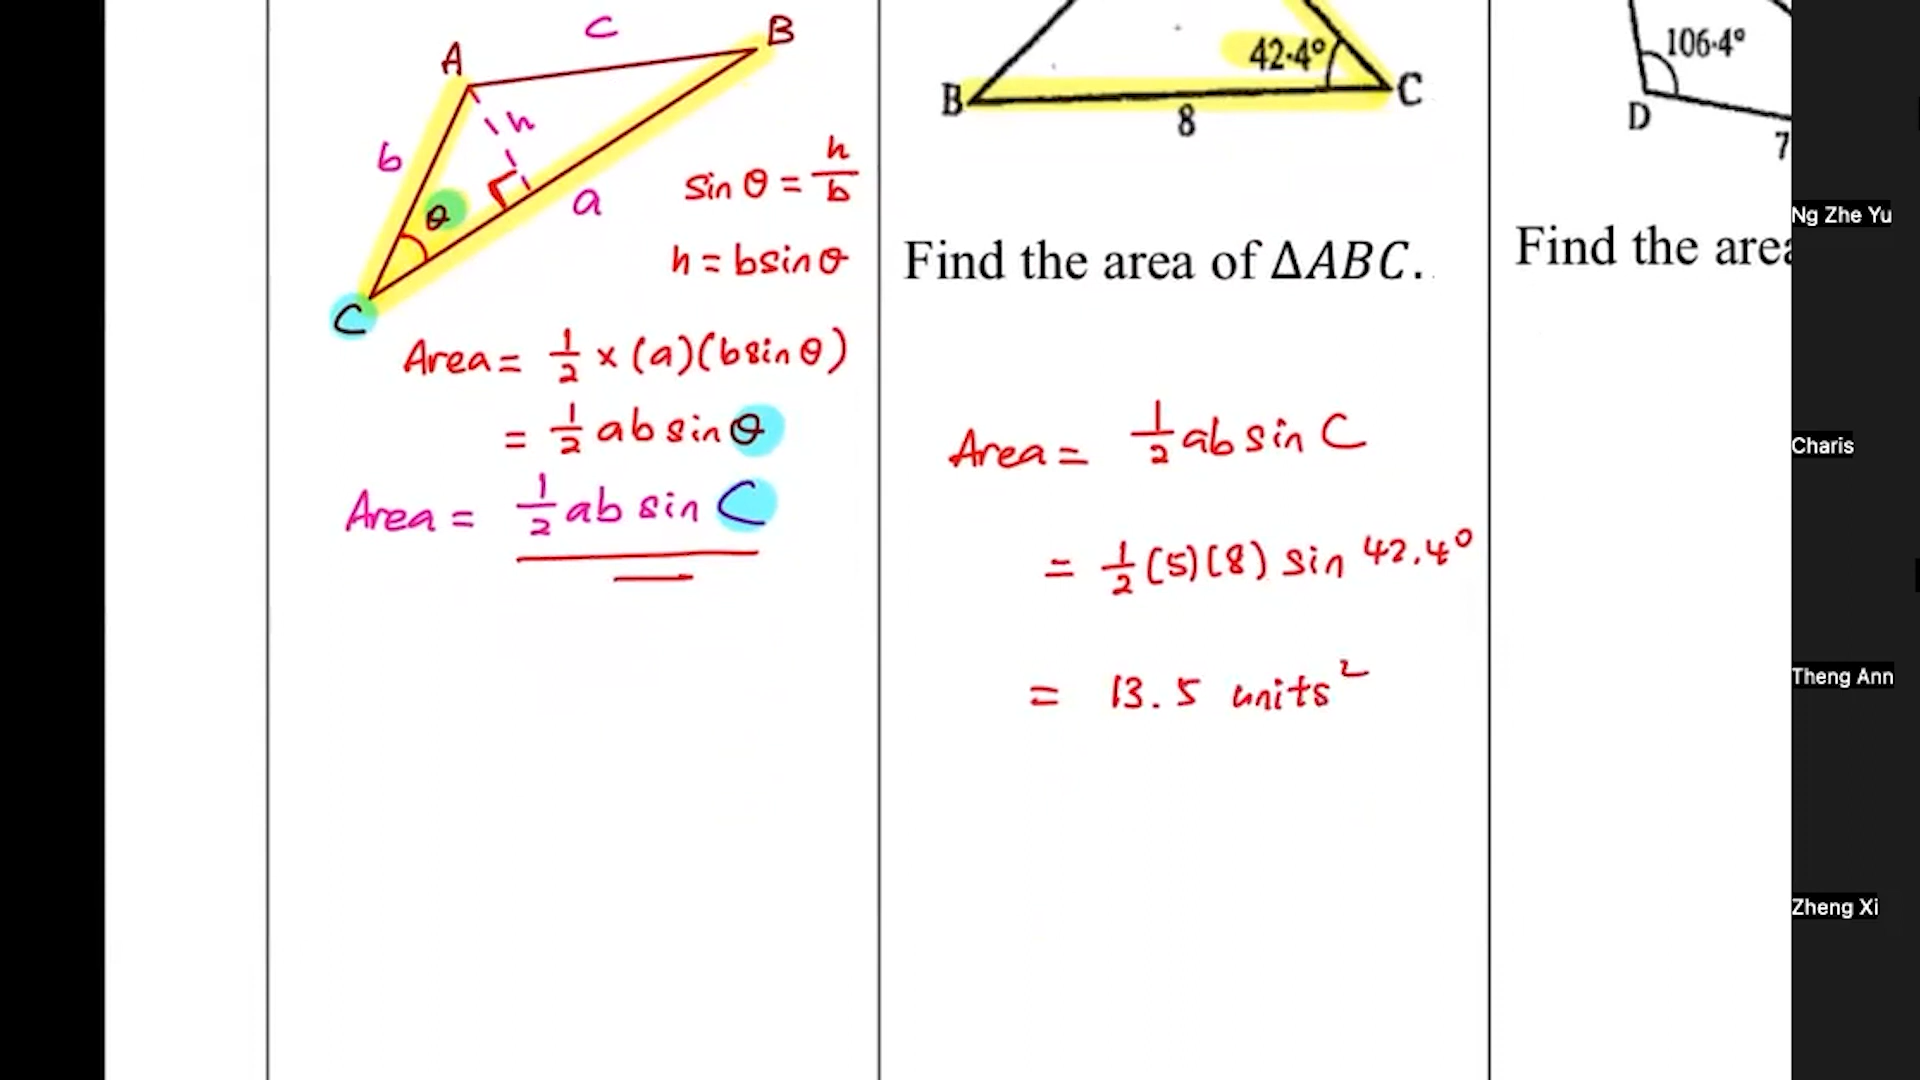 A
c
B
b
h
θ
a
C
sin θ = h/b
h = bsinθ
Area = 1/2 × (a)(bsinθ)
= 1/2 ab sinθ
Area = 1/2 ab sin C
B
8
42·4°
C
Find the area of ΔABC.
Area = 1/2 ab sin C
= 1/2 (5)(8) sin 42.4°
= 13.5 units²
106·4°
D
7
Find the area
Ng Zhe Yu
Charis
Theng Ann
Zheng Xi